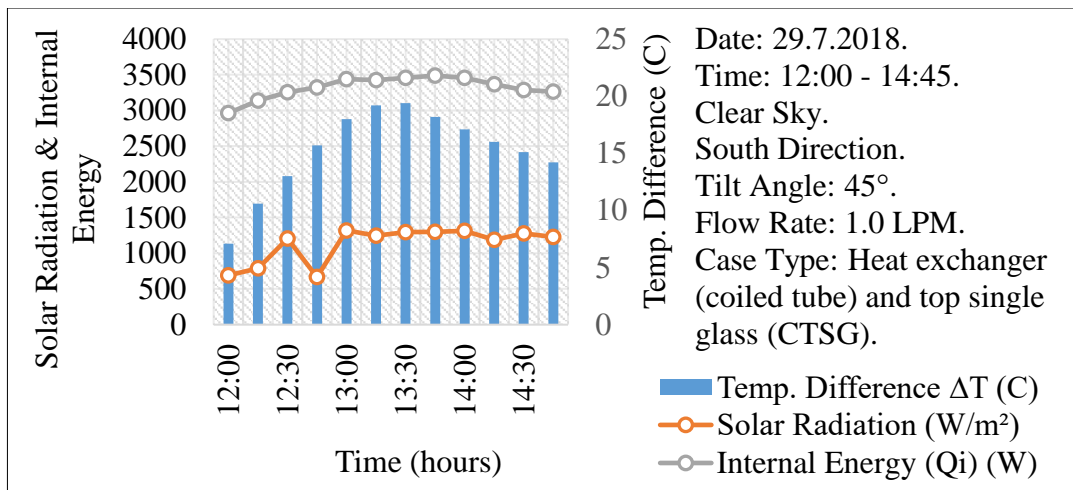 Solar Radiation & Internal
Energy
4000
3500
3000
2500
2000
1500
1000
500
0
25
20
15
10
5
0
Temp. Difference (C)
12:00
12:30
13:00
13:30
14:00
14:30
Time (hours)
Date: 29.7.2018.
Time: 12:00 - 14:45.
Clear Sky.
South Direction.
Tilt Angle: 45°.
Flow Rate: 1.0 LPM.
Case Type: Heat exchanger
(coiled tube) and top single
glass (CTSG).
Temp. Difference ΔT (C)
Solar Radiation (W/m²)
Internal Energy (Qi) (W)